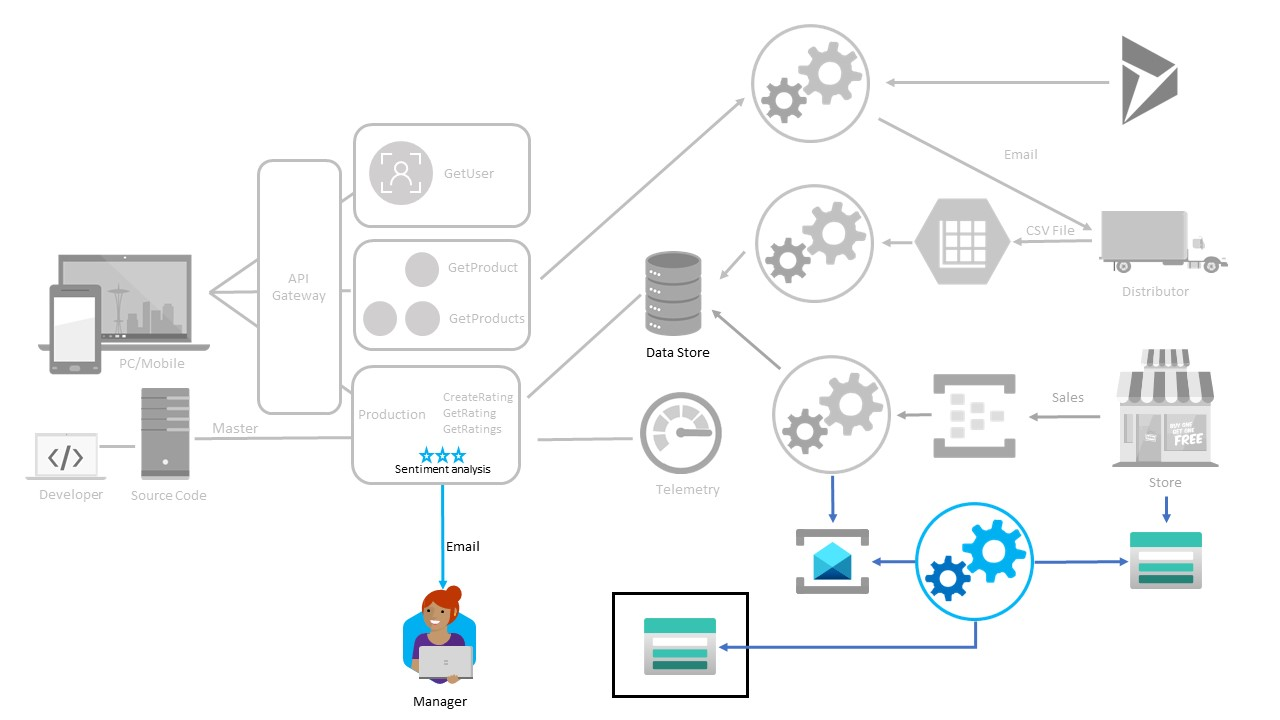 Email
GetUser
CSV File
API
Gateway
GetProduct
GetProducts
Distributor
Data Store
PC/Mobile
Production
CreateRating
GetRating
GetRatings
Sales
BUY ONE
GET ONE
FREE
Master
Sentiment analysis
Developer
Source Code
Telemetry
Store
Email
Manager